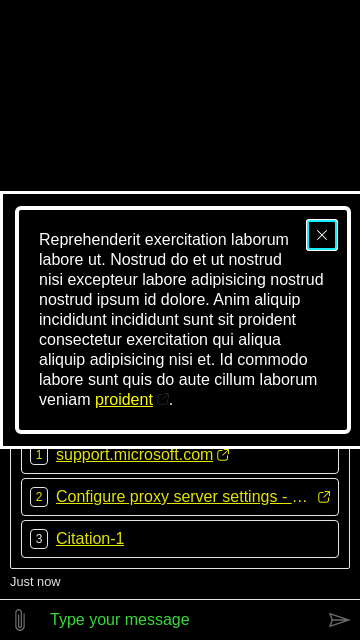 Reprehenderit exercitation laborum
labore ut. Nostrud do et ut nostrud
nisi excepteur labore adipisicing nostrud
nostrud ipsum id dolore. Anim aliquip
incididunt incididunt sunt sit proident
consectetur exercitation qui aliqua
aliquip adipisicing nisi et. Id commodo
labore sunt quis do aute cillum laborum
veniam proident.
1 support.microsoft.com
2 Configure proxy server settings - …
3 Citation-1
Just now
Type your message